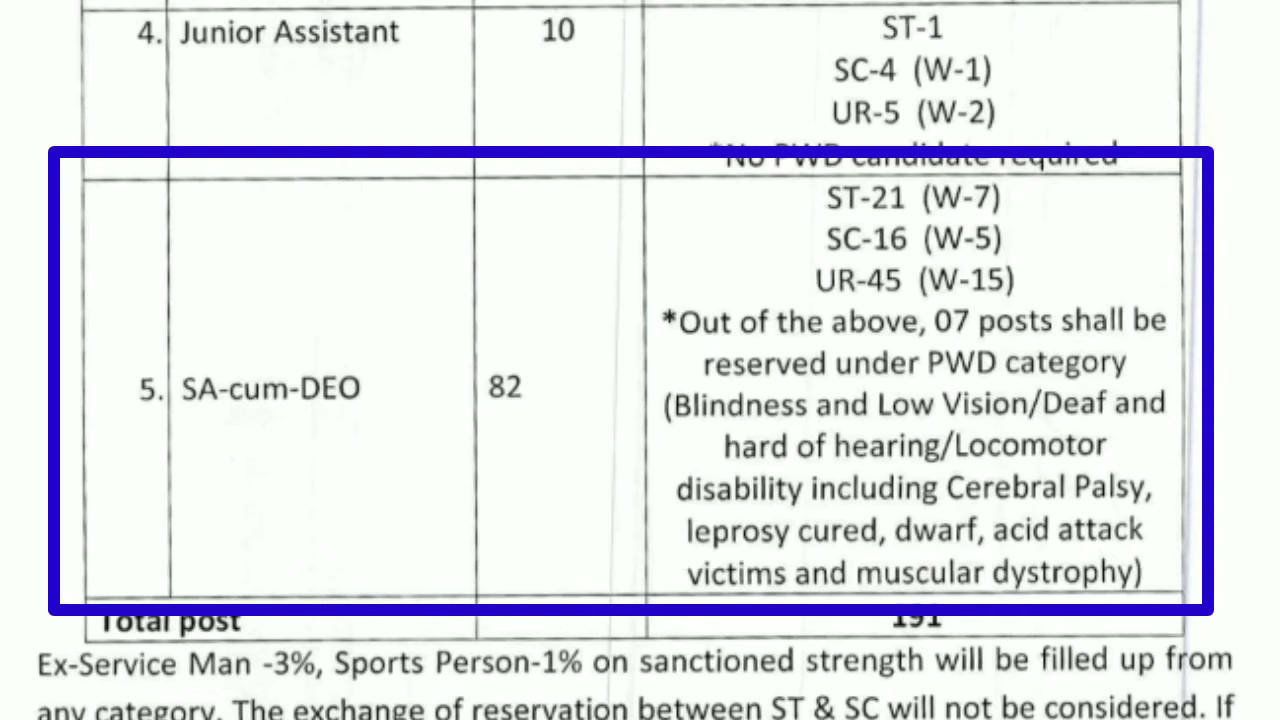 4. Junior Assistant 10 ST-1
SC-4 (W-1)
UR-5 (W-2)
*No PWD candidate required
ST-21 (W-7)
SC-16 (W-5)
UR-45 (W-15)
*Out of the above, 07 posts shall be
reserved under PWD category
5. SA-cum-DEO 82 (Blindness and Low Vision/Deaf and
hard of hearing/Locomotor
disability including Cerebral Palsy,
leprosy cured, dwarf, acid attack
victims and muscular dystrophy)
Total post 191
Ex-Service Man -3%, Sports Person-1% on sanctioned strength will be filled up from
any category. The exchange of reservation between ST & SC will not be considered. If